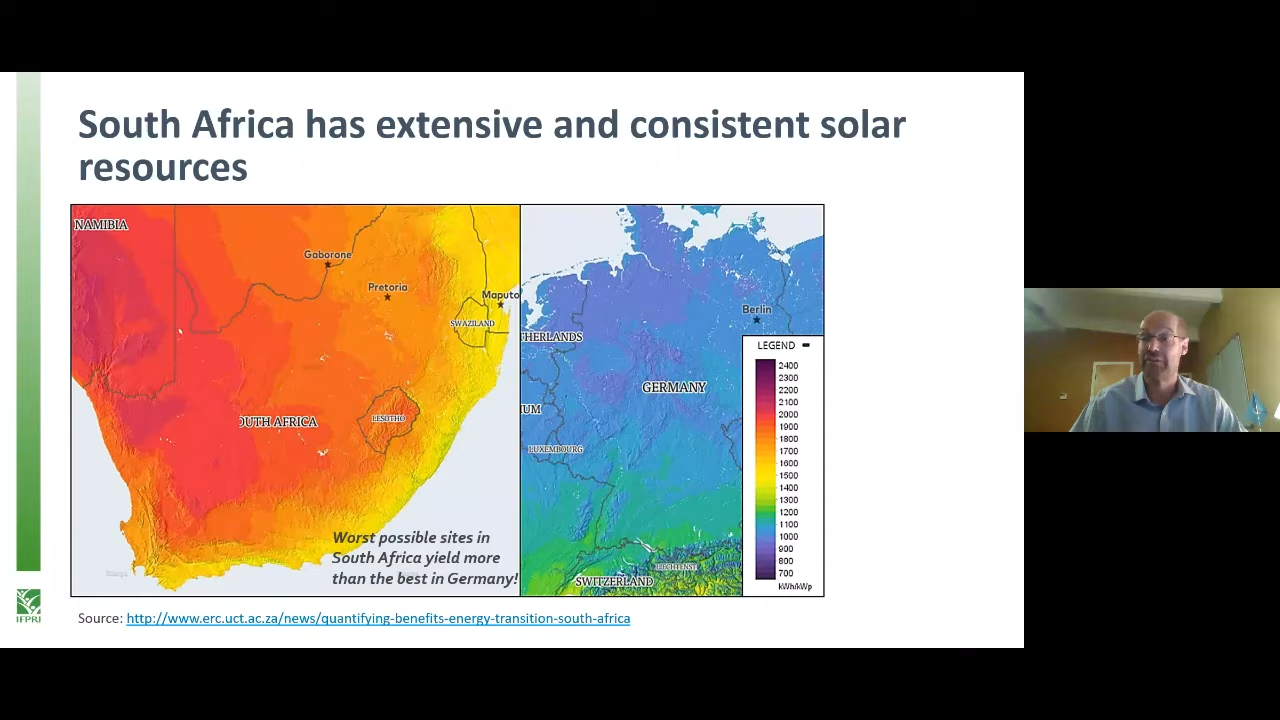 South Africa has extensive and consistent solar
resources
NAMIBIA
Gaborone
Pretoria
Maputo
SWAZILAND
OUTH AFRICA
LESOTHO
Worst possible sites in
South Africa yield more
than the best in Germany!
Berlin
THERLANDS
GERMANY
UM
LUXEMBOURG
SWITZERLAND
LIECHTENST
LEGEND
2400
2300
2200
2100
2000
1900
1800
1700
1600
1500
1400
1300
1200
1100
1000
900
800
700
kWh/kWp
IFPRI
Source: http://www.erc.uct.ac.za/news/quantifying-benefits-energy-transition-south-africa